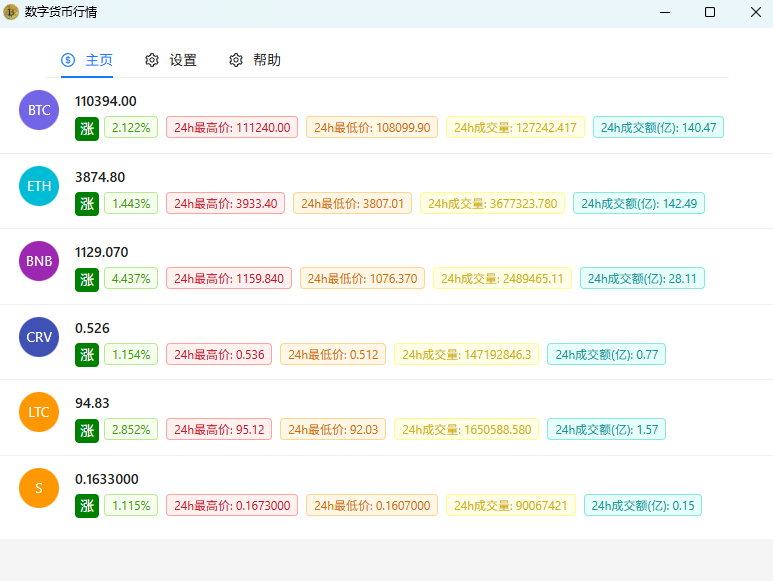 数字货币行情
主页 设置 帮助
BTC 110394.00
涨 2.122% 24h最高价: 111240.00 24h最低价: 108099.90 24h成交量: 127242.417 24h成交额(亿): 140.47
ETH 3874.80
涨 1.443% 24h最高价: 3933.40 24h最低价: 3807.01 24h成交量: 3677323.780 24h成交额(亿): 142.49
BNB 1129.070
涨 4.437% 24h最高价: 1159.840 24h最低价: 1076.370 24h成交量: 2489465.11 24h成交额(亿): 28.11
CRV 0.526
涨 1.154% 24h最高价: 0.536 24h最低价: 0.512 24h成交量: 147192846.3 24h成交额(亿): 0.77
LTC 94.83
涨 2.852% 24h最高价: 95.12 24h最低价: 92.03 24h成交量: 1650588.580 24h成交额(亿): 1.57
S 0.1633000
涨 1.115% 24h最高价: 0.1673000 24h最低价: 0.1607000 24h成交量: 90067421 24h成交额(亿): 0.15